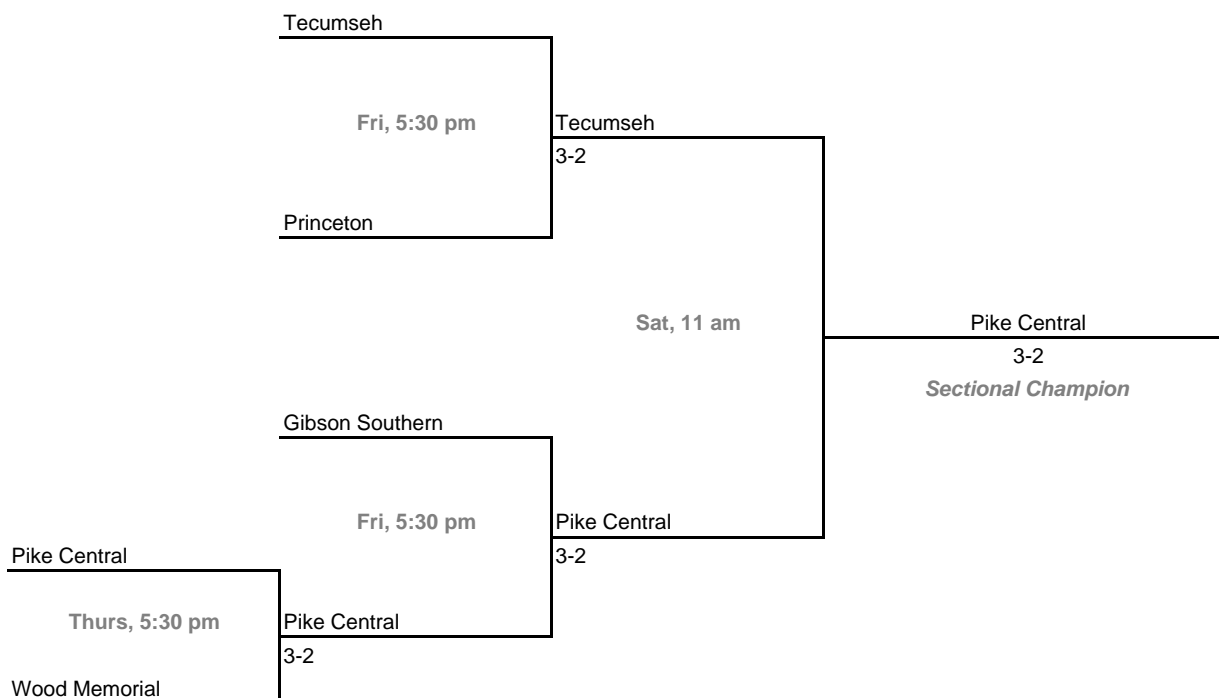 Tecumseh
Fri, 5:30 pm
Tecumseh
3-2
Princeton
Sat, 11 am
Pike Central
3-2
Sectional Champion
Gibson Southern
Fri, 5:30 pm
Pike Central
3-2
Pike Central
Thurs, 5:30 pm
Pike Central
3-2
Wood Memorial